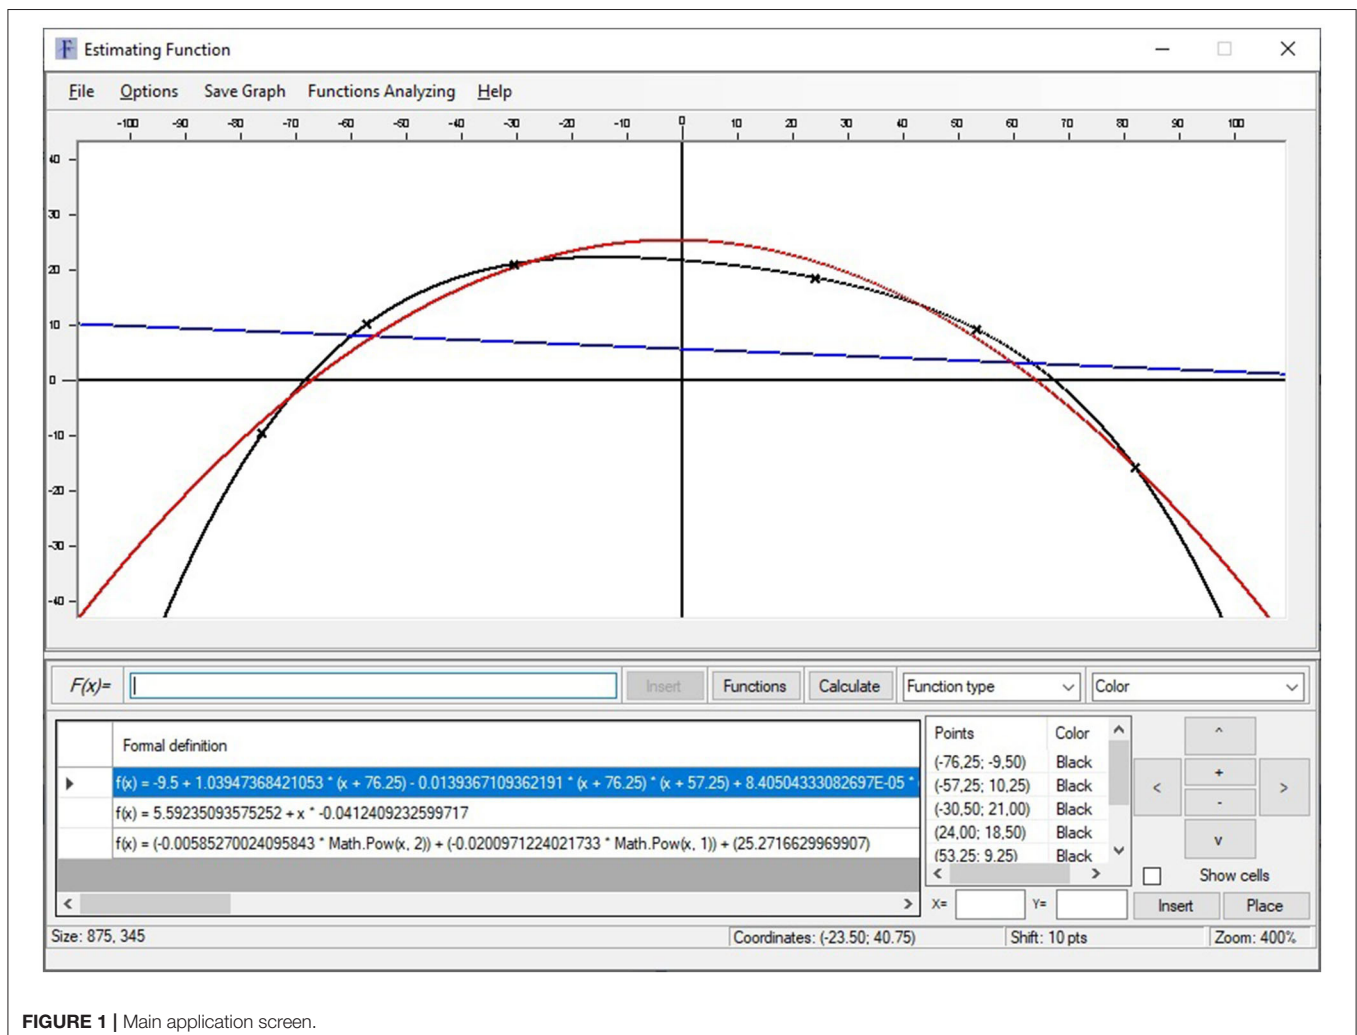 Estimating Function
File Options Save Graph Functions Analyzing Help
-100 -90 -80 -70 -60 -50 -40 -30 -20 -10 0 10 20 30 40 50 60 70 80 90 100
40
30
20
10
0
-10
-20
-30
-40
F(x)= Insert Functions Calculate Function type Color
Formal definition
f(x) = -9.5 + 1.03947368421053 * (x + 76.25) - 0.01393671093621​91 * (x + 76.25) * (x + 57.25) + 8.40504333082697E-05 *
f(x) = 5.59235093575252 + x * -0.0412409232599717
f(x) = (-0.00585270024095843 * Math.Pow(x, 2)) + (-0.0200971224021733 * Math.Pow(x, 1)) + (25.2716629969907)
Points Color
(-76,25; -9,50) Black
(-57,25; 10,25) Black
(-30,50; 21,00) Black
(24,00; 18,50) Black
(53,25; 9,25) Black
^
< + >
-
v
Show cells
X= Y= Insert Place
Size: 875, 345 Coordinates: (-23.50; 40.75) Shift: 10 pts Zoom: 400%
FIGURE 1 | Main application screen.